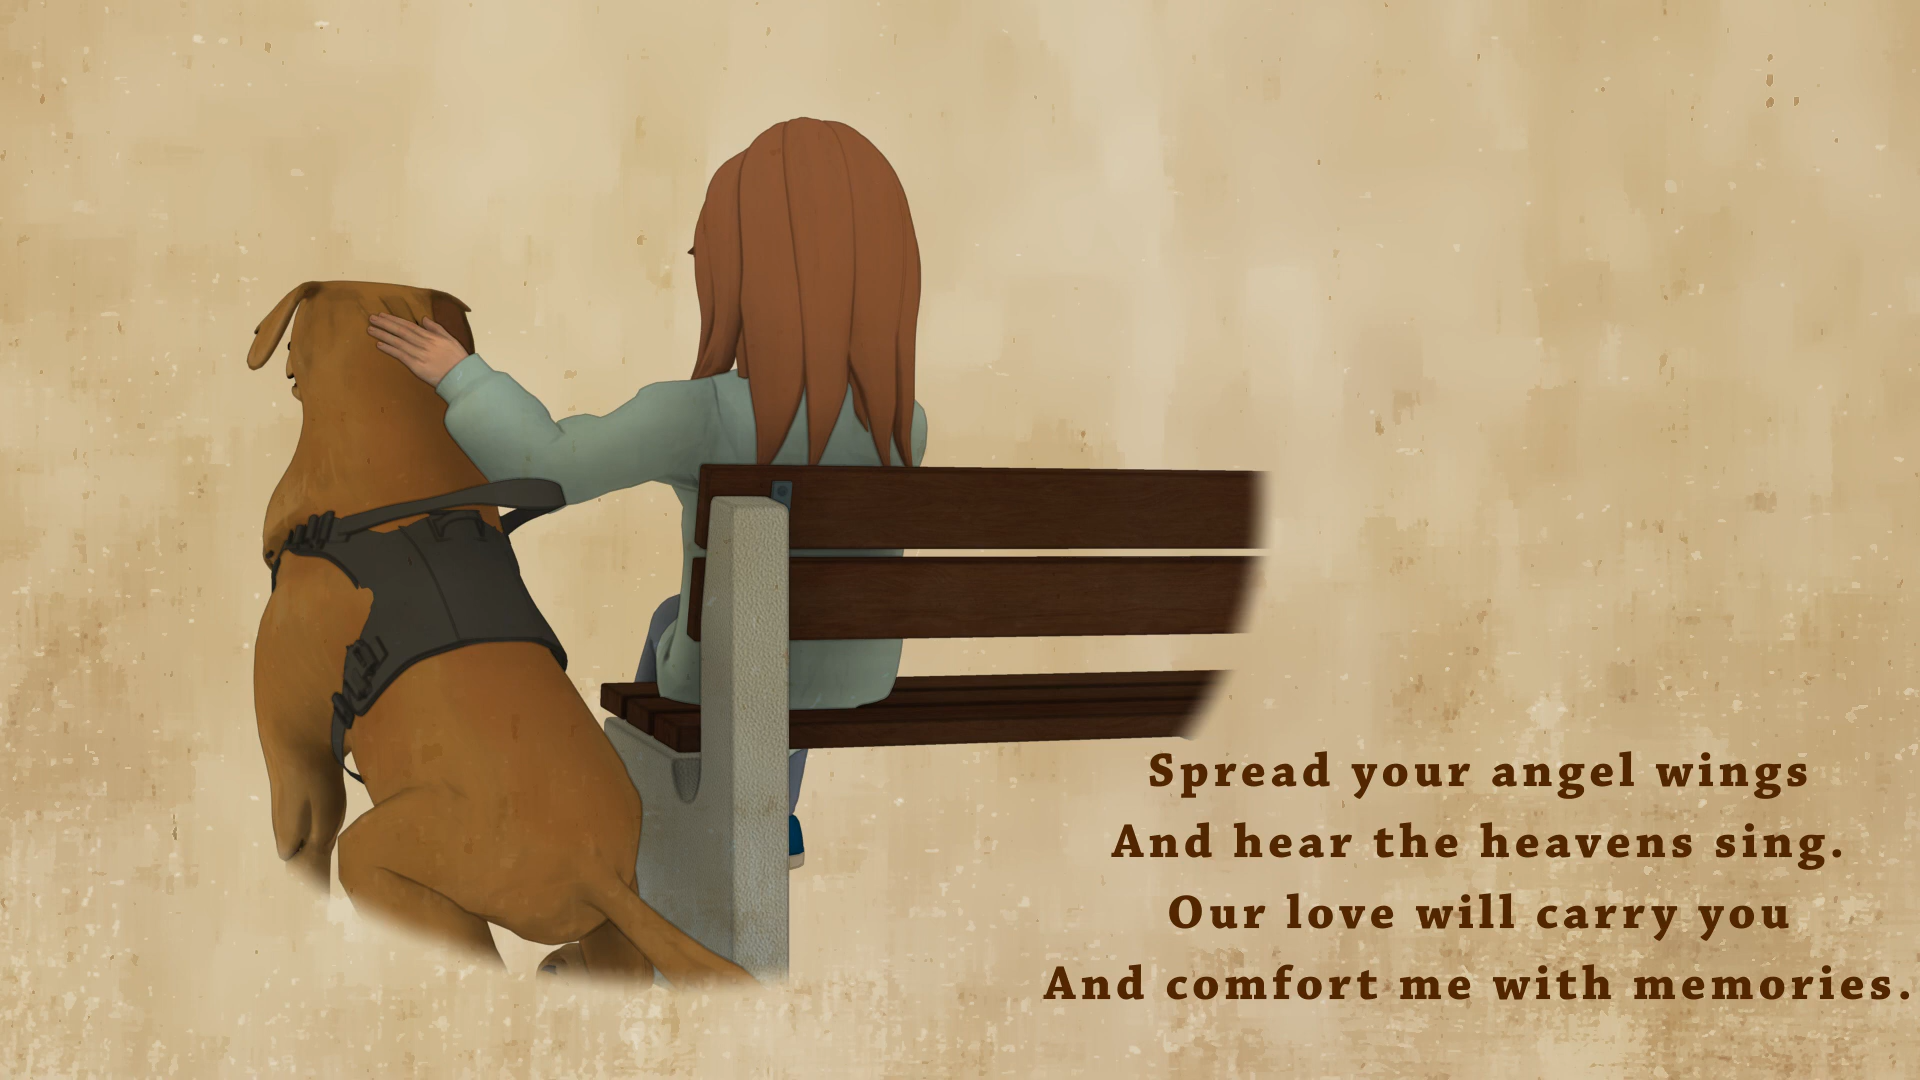 Spread your angel wings
And hear the heavens sing.
Our love will carry you
And comfort me with memories.